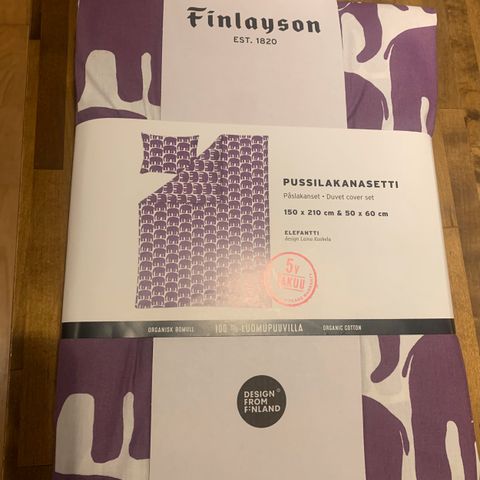 Finlayson
EST. 1820
PUSSILAKANASETTI
Påslakanset • Duvet cover set
150 x 210 cm & 50 x 60 cm
ELEFANTTI
design Laina Koskela
5V
TAKUU
ORGANISK BOMULL
100 %-LUOMUPUUVILLA
ORGANIC COTTON
DESIGN
FROM
FINLAND